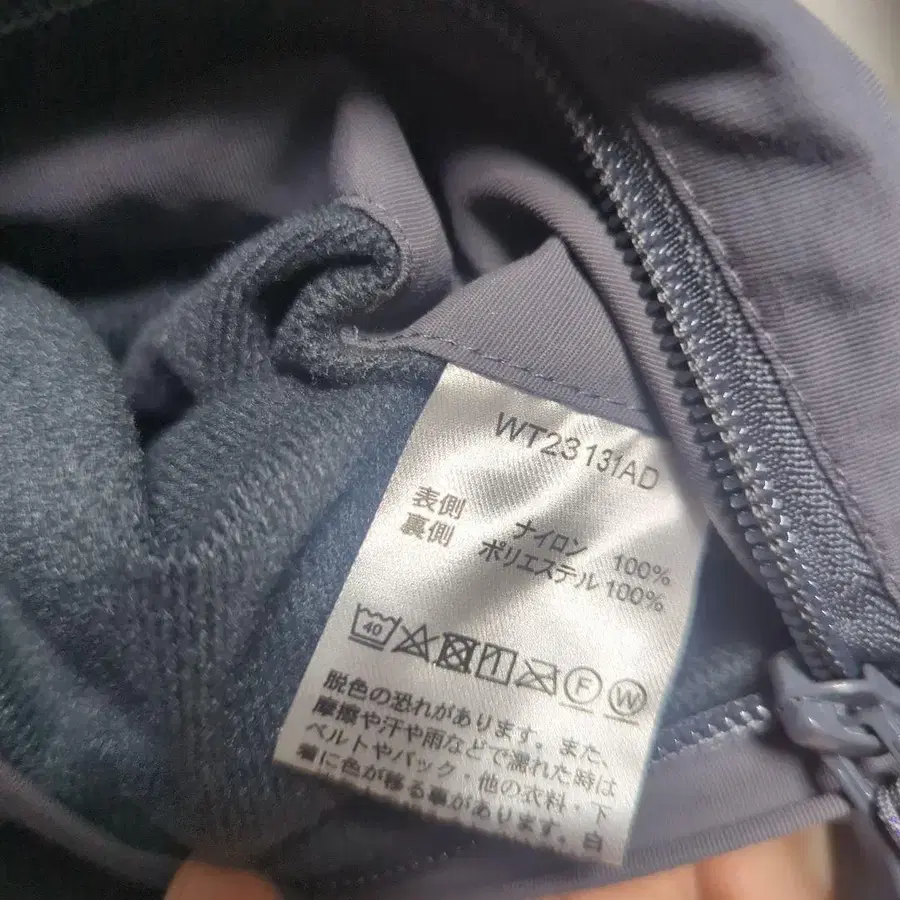 WT23131AD
表側 ナイロン 100%
裏側 ポリエステル 100%
40 F W
脱色の恐れがあります。また、
摩擦や汗や雨などで濡れた時は
ベルトやバック・他の衣料・下
着に色が移る事があります。白